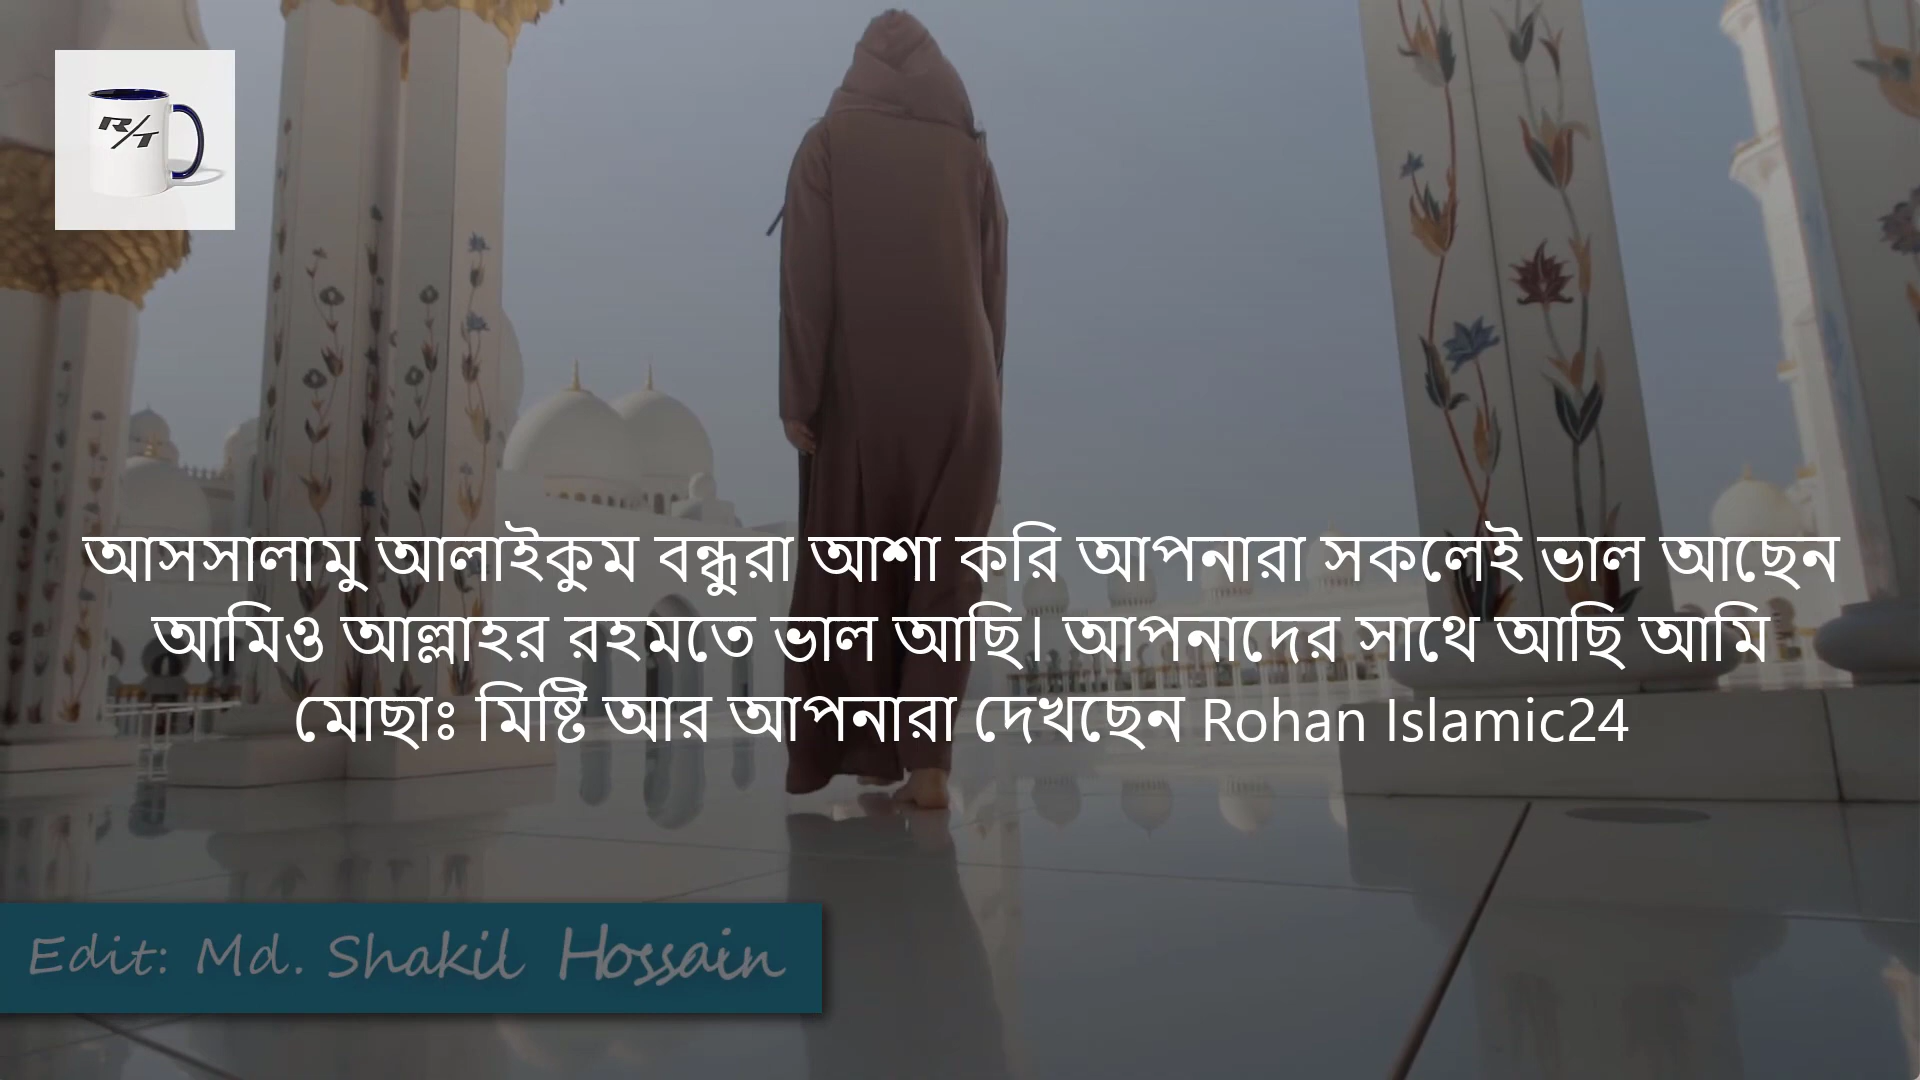 R/T
আসসালামু আলাইকুম বন্ধুরা আশা করি আপনারা সকলেই ভাল আছেন
আমিও আল্লাহর রহমতে ভাল আছি। আপনাদের সাথে আছি আমি
মোছাঃ মিষ্টি আর আপনারা দেখছেন Rohan Islamic24
Edit: Md. Shakil Hossain